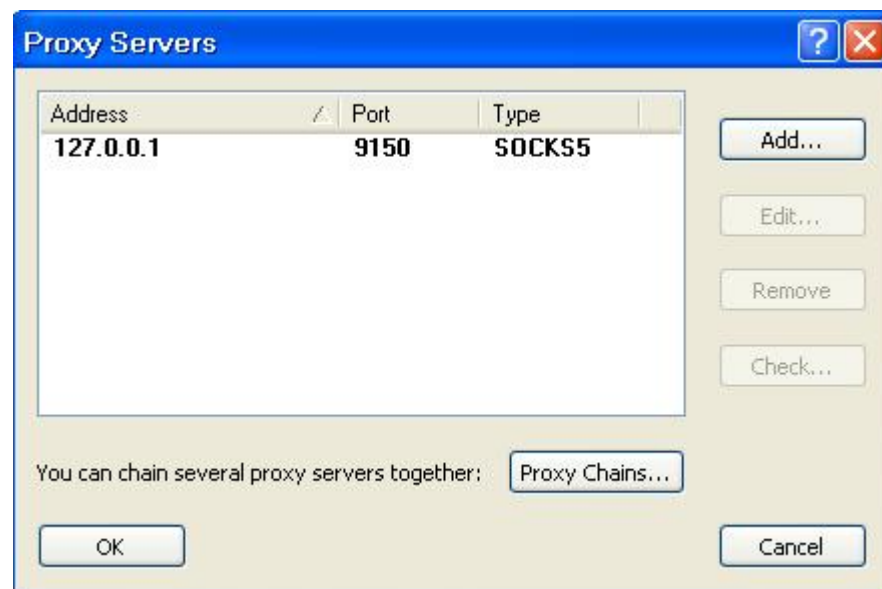 Proxy Servers
Address Port Type
127.0.0.1 9150 SOCKS5
Add...
Edit...
Remove
Check...
You can chain several proxy servers together: Proxy Chains...
OK Cancel